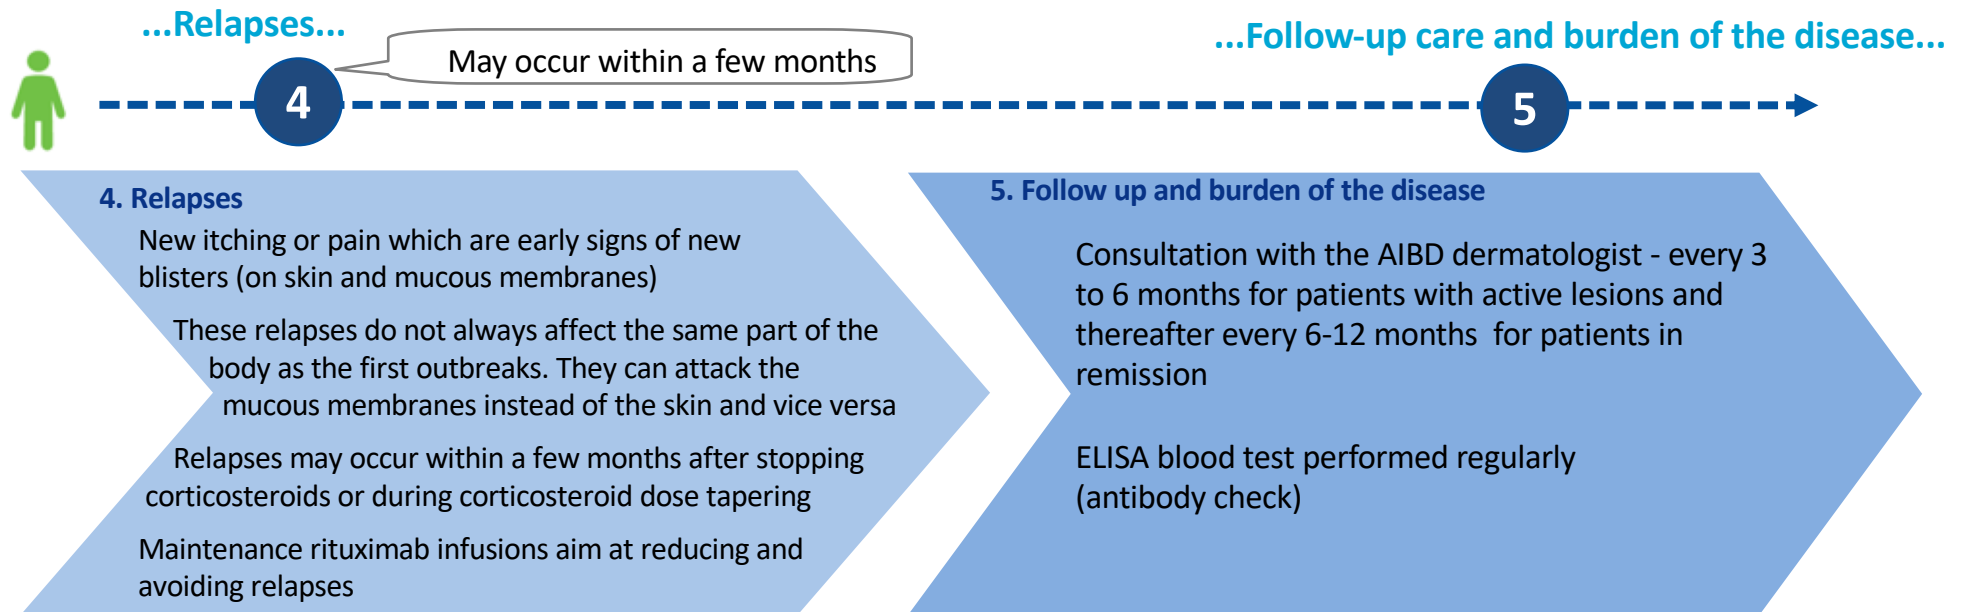 ...Relapses...
May occur within a few months
...Follow-up care and burden of the disease...
4
5
4. Relapses
New itching or pain which are early signs of new
blisters (on skin and mucous membranes)
These relapses do not always affect the same part of the
body as the first outbreaks. They can attack the
mucous membranes instead of the skin and vice versa
Relapses may occur within a few months after stopping
corticosteroids or during corticosteroid dose tapering
Maintenance rituximab infusions aim at reducing and
avoiding relapses
5. Follow up and burden of the disease
Consultation with the AIBD dermatologist - every 3
to 6 months for patients with active lesions and
thereafter every 6-12 months  for patients in
remission
ELISA blood test performed regularly
(antibody check)